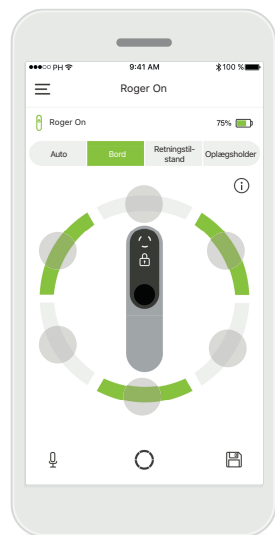 PH 9:41 AM 100 %
Roger On
Roger On 75%
Auto Bord Retningstil-
stand Oplægsholder